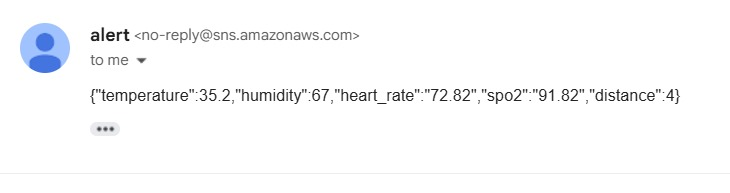 alert <no-reply@sns.amazonaws.com>
to me
{"temperature":35.2,"humidity":67,"heart_rate":"72.82","spo2":"91.82","distance":4}